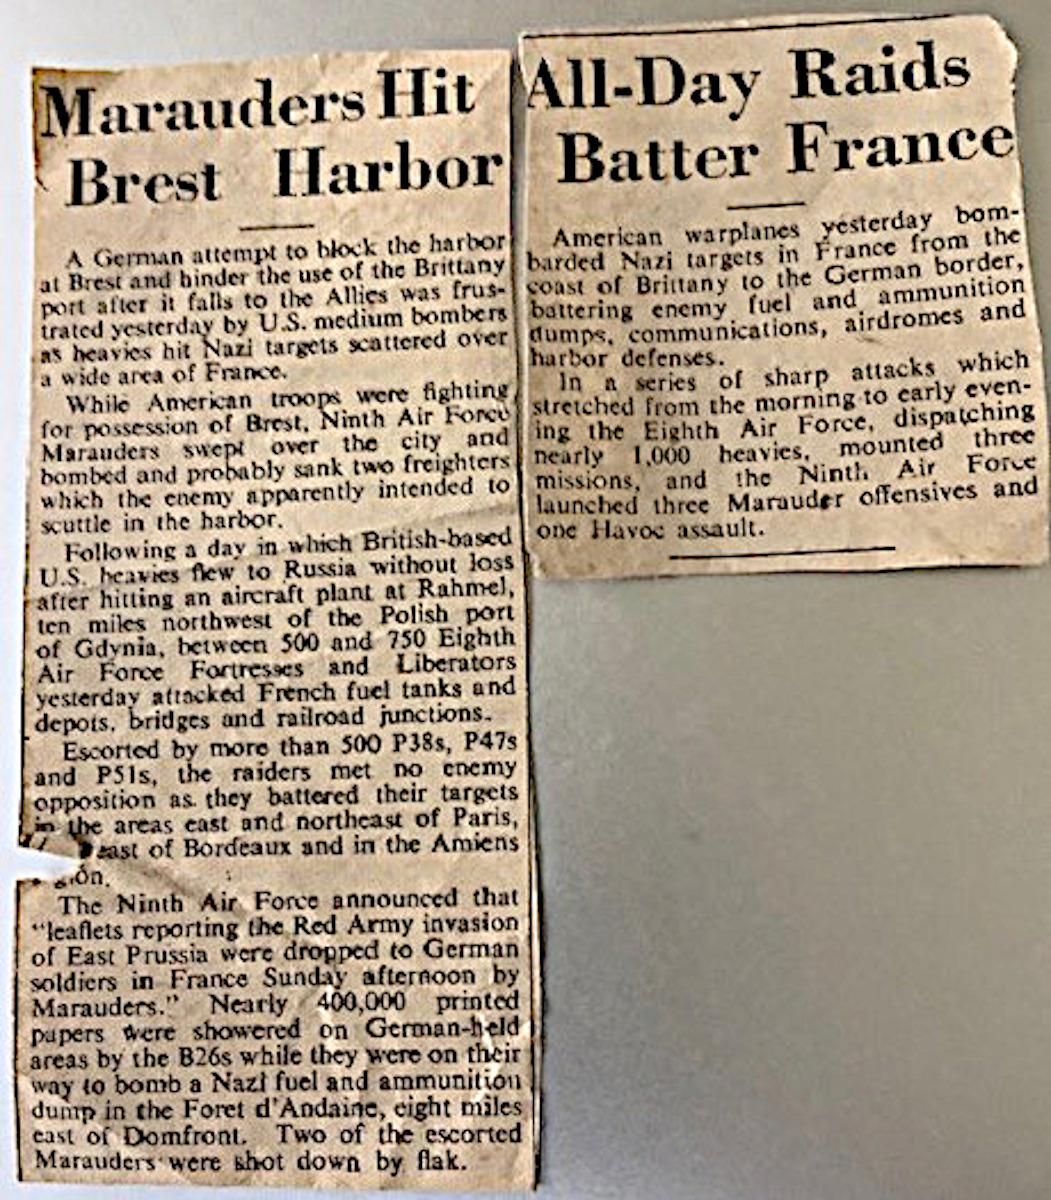 Marauders Hit
Brest Harbor
A German attempt to block the harbor
at Brest and hinder the use of the Brittany
port after it falls to the Allies was frus-
trated yesterday by U.S. medium bombers
as heavies hit Nazi targets scattered over
a wide area of France.
While American troops were fighting
for possession of Brest, Ninth Air Force
Marauders swept over the city and
bombed and probably sank two freighters
which the enemy apparently intended to
scuttle in the harbor.
Following a day in which British-based
U.S. heavies flew to Russia without loss
after hitting an aircraft plant at Rahmel,
ten miles northwest of the Polish port
of Gdynia, between 500 and 750 Eighth
Air Force Fortresses and Liberators
yesterday attacked French fuel tanks and
depots, bridges and railroad junctions.
Escorted by more than 500 P38s, P47s
and P51s, the raiders met no enemy
opposition as they battered their targets
in the areas east and northeast of Paris,
east of Bordeaux and in the Amiens
The Ninth Air Force announced that
"leaflets reporting the Red Army invasion
of East Prussia were dropped to German
soldiers in France Sunday afternoon by
Marauders." Nearly 400,000 printed
papers were showered on German-held
areas by the B26s while they were on their
way to bomb a Nazi fuel and ammunition
dump in the Foret d'Andaine, eight miles
east of Domfront. Two of the escorted
Marauders were shot down by flak.
All-Day Raids
Batter France
American warplanes yesterday bom-
barded Nazi targets in France from the
coast of Brittany to the German border,
battering enemy fuel and ammunition
dumps, communications, airdromes and
harbor defenses.
In a series of sharp attacks which
stretched from the morning to early even-
ing the Eighth Air Force, dispatching
nearly 1,000 heavies, mounted three
missions, and the Ninth Air Force
launched three Marauder offensives and
one Havoc assault.